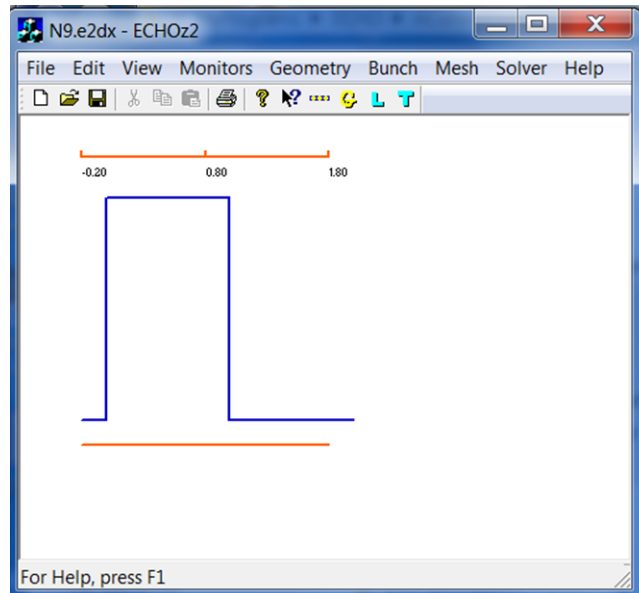 N9.e2dx - ECHOz2
File Edit View Monitors Geometry Bunch Mesh Solver Help
L T
-0.20 0.80 1.80
For Help, press F1